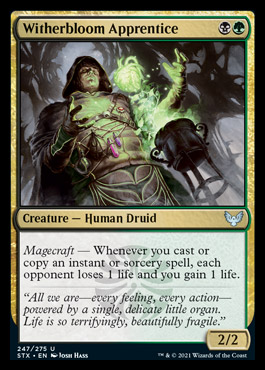 Witherbloom Apprentice
Creature — Human Druid
Magecraft — Whenever you cast or
copy an instant or sorcery spell, each
opponent loses 1 life and you gain 1 life.
“All we are—every feeling, every action—
powered by a single, delicate little organ.
Life is so terrifyingly, beautifully fragile.”
2/2
247/275 U
STX • EN Josh Hass
™ & © 2021 Wizards of the Coast